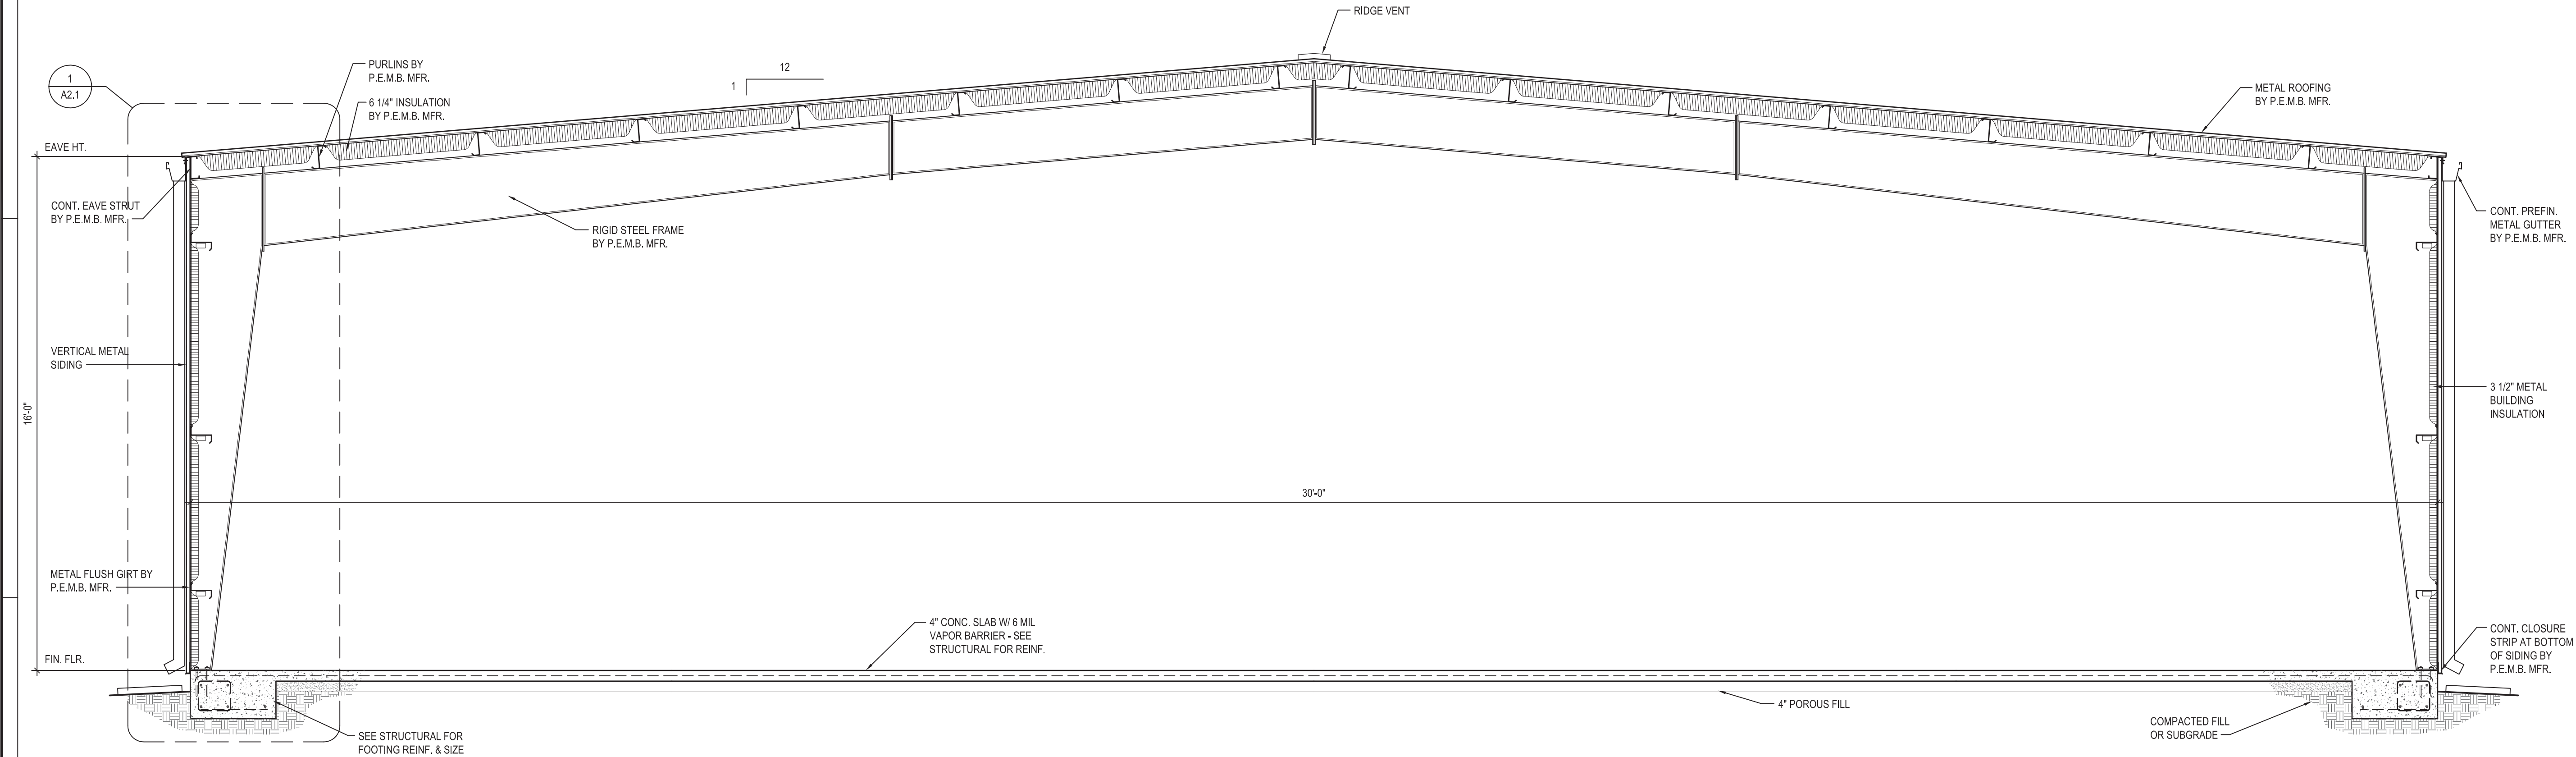 RIDGE VENT
12
1
1
A2.1
PURLINS BY
P.E.M.B. MFR.
6 1/4" INSULATION
BY P.E.M.B. MFR.
METAL ROOFING
BY P.E.M.B. MFR.
EAVE HT.
CONT. EAVE STRUT
BY P.E.M.B. MFR.
RIGID STEEL FRAME
BY P.E.M.B. MFR.
CONT. PREFIN.
METAL GUTTER
BY P.E.M.B. MFR.
VERTICAL METAL
SIDING
16'-0"
3 1/2" METAL
BUILDING
INSULATION
30'-0"
METAL FLUSH GIRT BY
P.E.M.B. MFR.
4" CONC. SLAB W/ 6 MIL
VAPOR BARRIER - SEE
STRUCTURAL FOR REINF.
CONT. CLOSURE
STRIP AT BOTTOM
OF SIDING BY
P.E.M.B. MFR.
FIN. FLR.
4" POROUS FILL
SEE STRUCTURAL FOR
FOOTING REINF. & SIZE
COMPACTED FILL
OR SUBGRADE